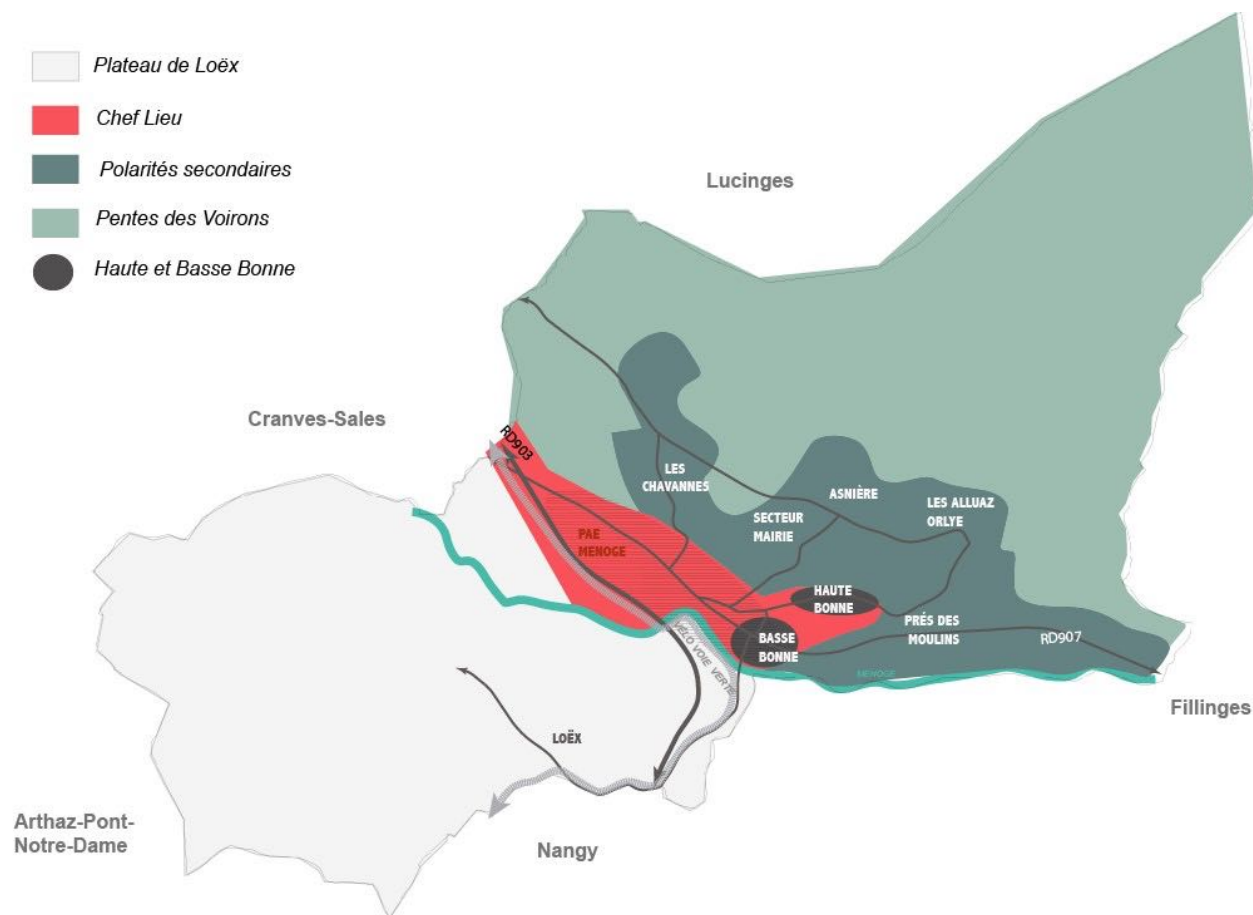 Plateau de Loëx
Chef Lieu
Polarités secondaires
Pentes des Voirons
Haute et Basse Bonne
Lucinges
Cranves-Sales
RD903
LES
CHAVANNES
ASNIÈRE
LES ALLUAZ
ORLYE
SECTEUR
MAIRIE
PAE
MENOGE
HAUTE
BONNE
PRÉS DES
MOULINS
BASSE
BONNE
RD907
VÉLO VOIE VERTE
MENOGE
Fillinges
LOËX
Arthaz-Pont-
Notre-Dame
Nangy